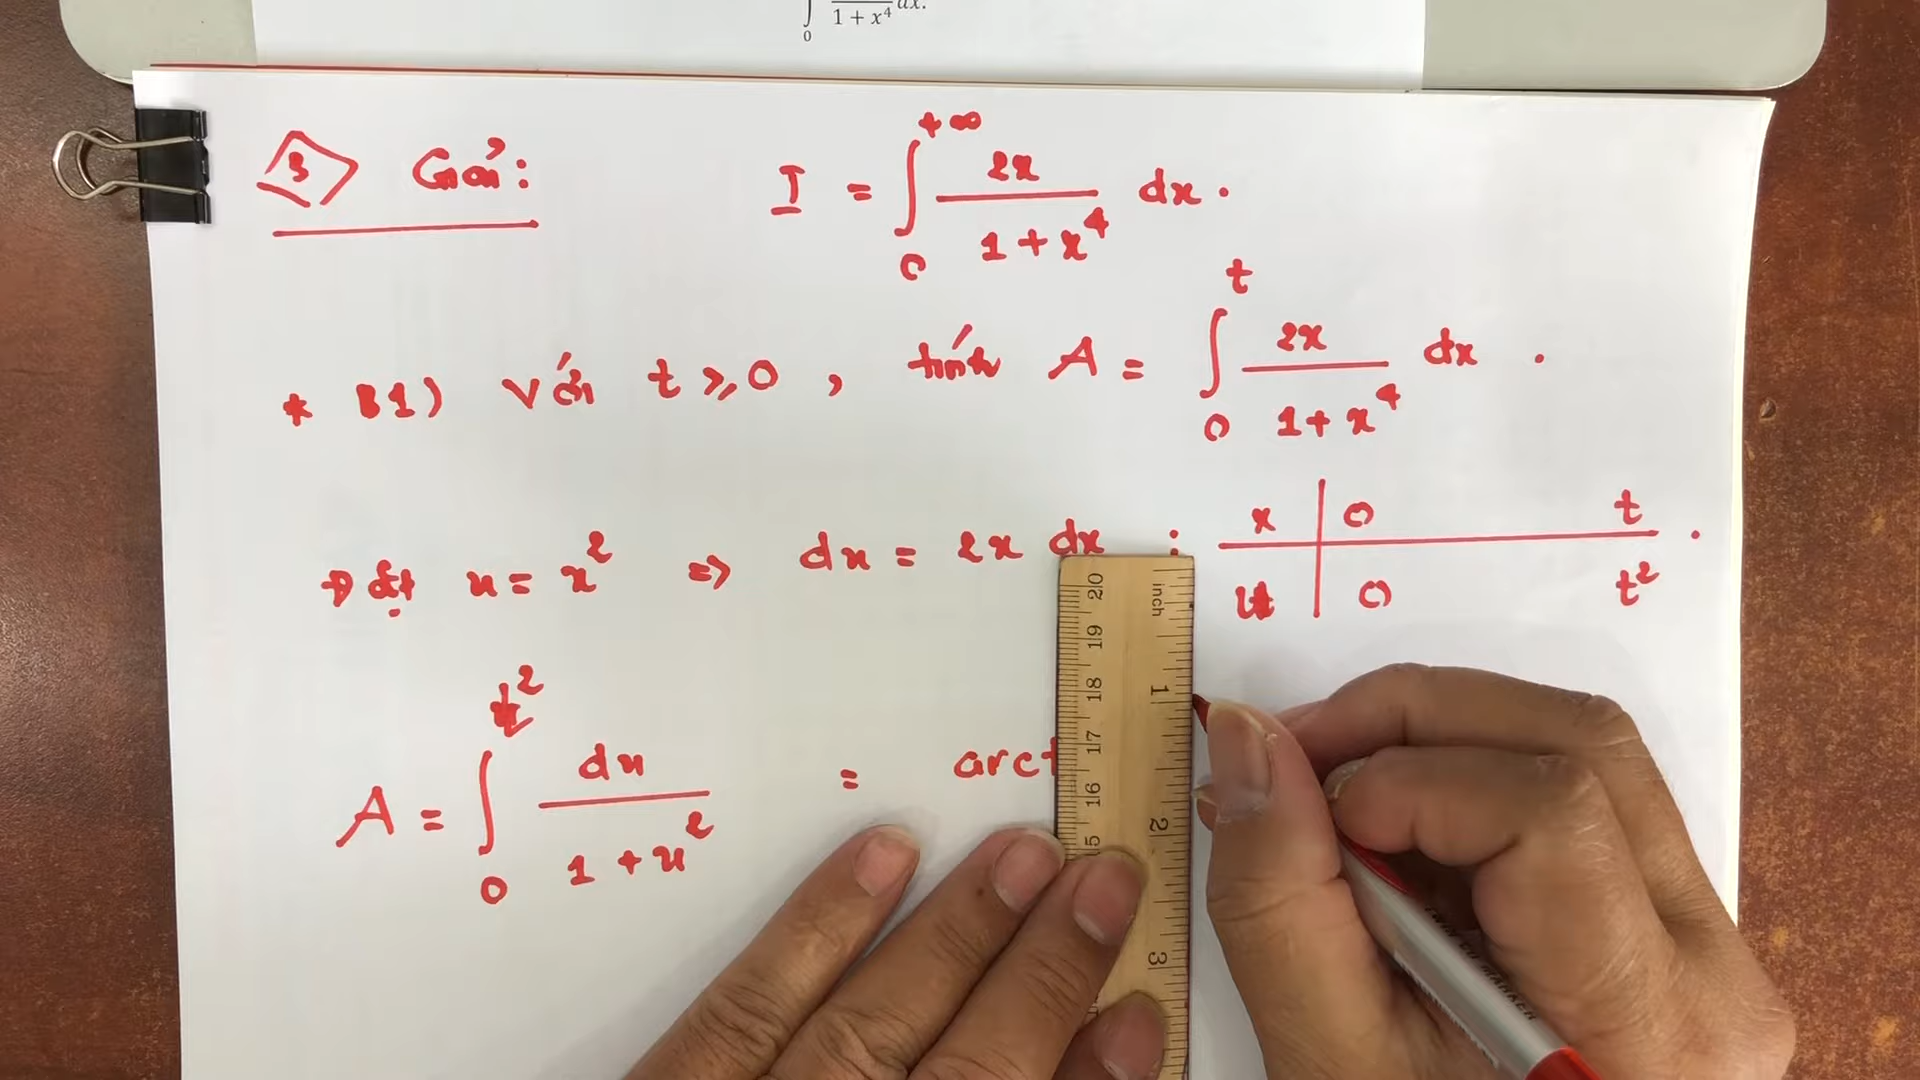 ∫₀ 1 + x⁴ dx.
3 Giải: I = ∫₀^{+∞} 2x / (1 + x⁴) dx.
* B1) Với t ≥ 0, tính A = ∫₀^t 2x / (1 + x⁴) dx.
+) Đặt u = x² => du = 2x dx ; x | 0 t .
u | 0 t²
A = ∫₀^{t²} du / (1 + u²) = arct
20 19 18 17 16 5
inch 1 2 3